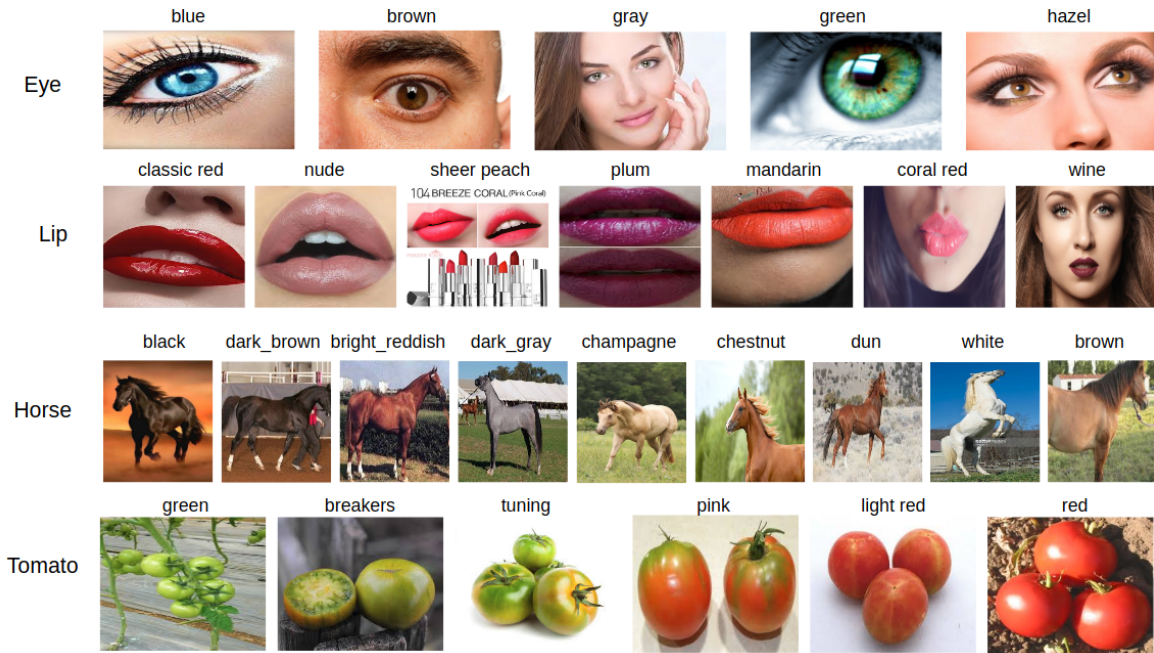 blue brown gray green hazel
Eye
classic red nude sheer peach plum mandarin coral red wine
104 BREEZE CORAL(Pink Coral)
Lip
black dark_brown bright_reddish dark_gray champagne chestnut dun white brown
Horse
green breakers tuning pink light red red
Tomato